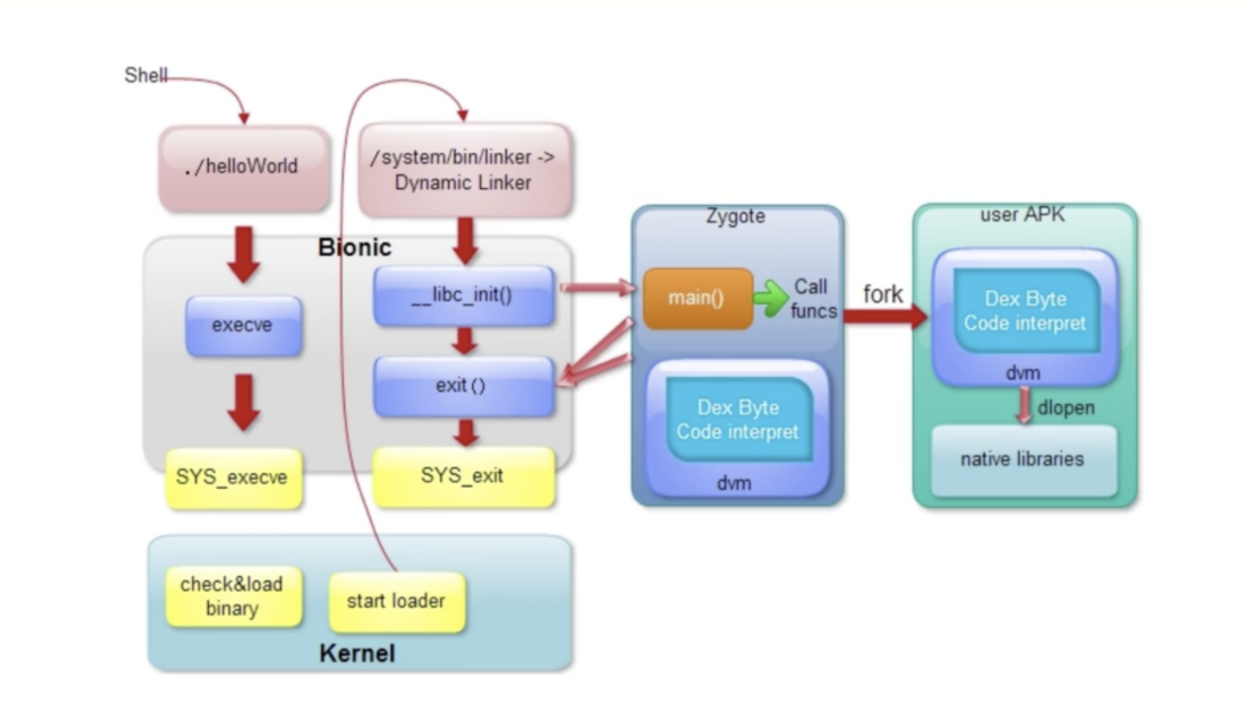 Shell
./helloWorld
/system/bin/linker ->
Dynamic Linker
Bionic
execve
__libc_init()
exit ()
SYS_execve
SYS_exit
check&load
binary
start loader
Kernel
Zygote
main()
Call
funcs
Dex Byte
Code interpret
dvm
fork
user APK
Dex Byte
Code interpret
dvm
dlopen
native libraries